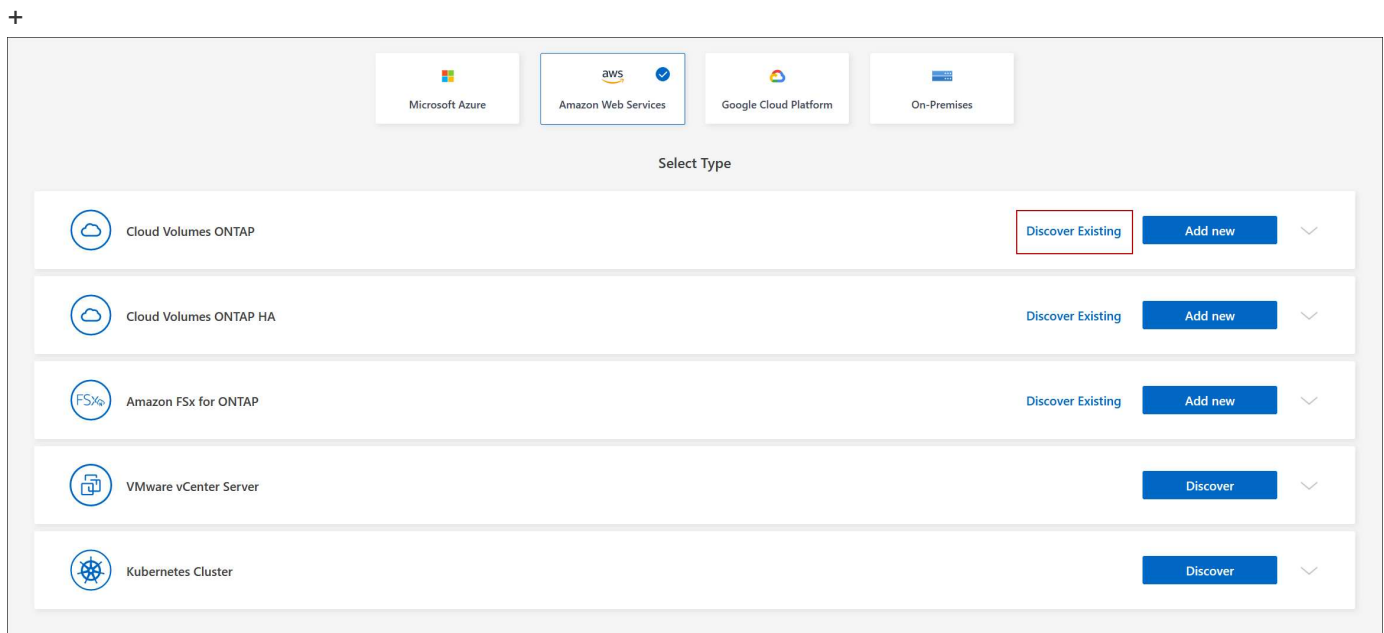 +
aws
Microsoft Azure Amazon Web Services Google Cloud Platform On-Premises
Select Type
Cloud Volumes ONTAP Discover Existing Add new
Cloud Volumes ONTAP HA Discover Existing Add new
FSx Amazon FSx for ONTAP Discover Existing Add new
VMware vCenter Server Discover
Kubernetes Cluster Discover